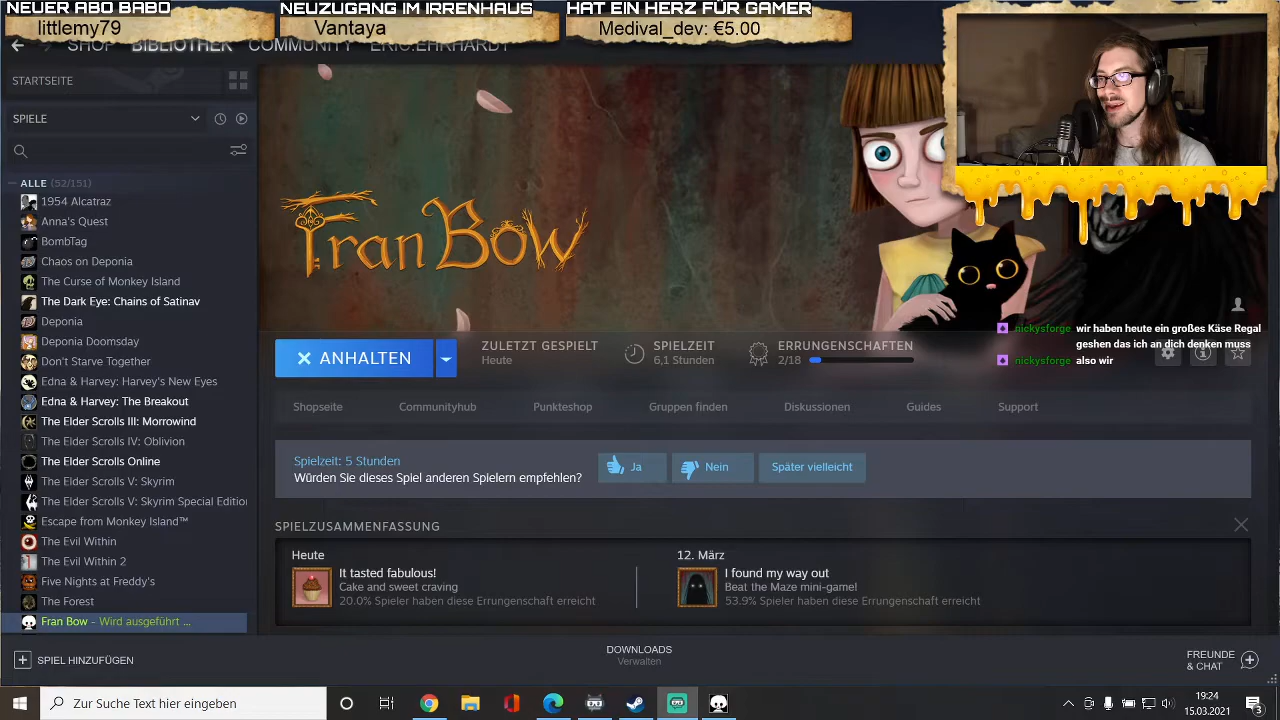 NEUER ABO BABO
littlemy79
NEUZUGANG IM IRRENHAUS
Vantaya
HAT EIN HERZ FÜR GAMER
Medival_dev: €5.00
SHOP BIBLIOTHEK COMMUNITY ERIC.EHRHARDT
STARTSEITE
SPIELE
ALLE (52/151)
1954 Alcatraz
Anna's Quest
BombTag
Chaos on Deponia
The Curse of Monkey Island
The Dark Eye: Chains of Satinav
Deponia
Deponia Doomsday
Don't Starve Together
Edna & Harvey: Harvey's New Eyes
Edna & Harvey: The Breakout
The Elder Scrolls III: Morrowind
The Elder Scrolls IV: Oblivion
The Elder Scrolls Online
The Elder Scrolls V: Skyrim
The Elder Scrolls V: Skyrim Special Edition
Escape from Monkey Island™
The Evil Within
The Evil Within 2
Five Nights at Freddy's
The Forest
Fran Bow - Wird ausgeführt ...
SPIEL HINZUFÜGEN
Fran Bow
nickysforge wir haben heute ein großes Käse Regal
geshen das ich an dich denken muss
nickysforge also wir
ANHALTEN
ZULETZT GESPIELT
Heute
SPIELZEIT
6,1 Stunden
ERRUNGENSCHAFTEN
2/18
Shopseite Communityhub Punkteshop Gruppen finden Diskussionen Guides Support
Spielzeit: 5 Stunden
Würden Sie dieses Spiel anderen Spielern empfehlen?
Ja
Nein
Später vielleicht
SPIELZUSAMMENFASSUNG
Heute
It tasted fabulous!
Cake and sweet craving
20.0% Spieler haben diese Errungenschaft erreicht
12. März
I found my way out
Beat the Maze mini-game!
53.9% Spieler haben diese Errungenschaft erreicht
DOWNLOADS
Verwalten
FREUNDE
& CHAT
Zur Suche Text hier eingeben
19:24
15.03.2021
3